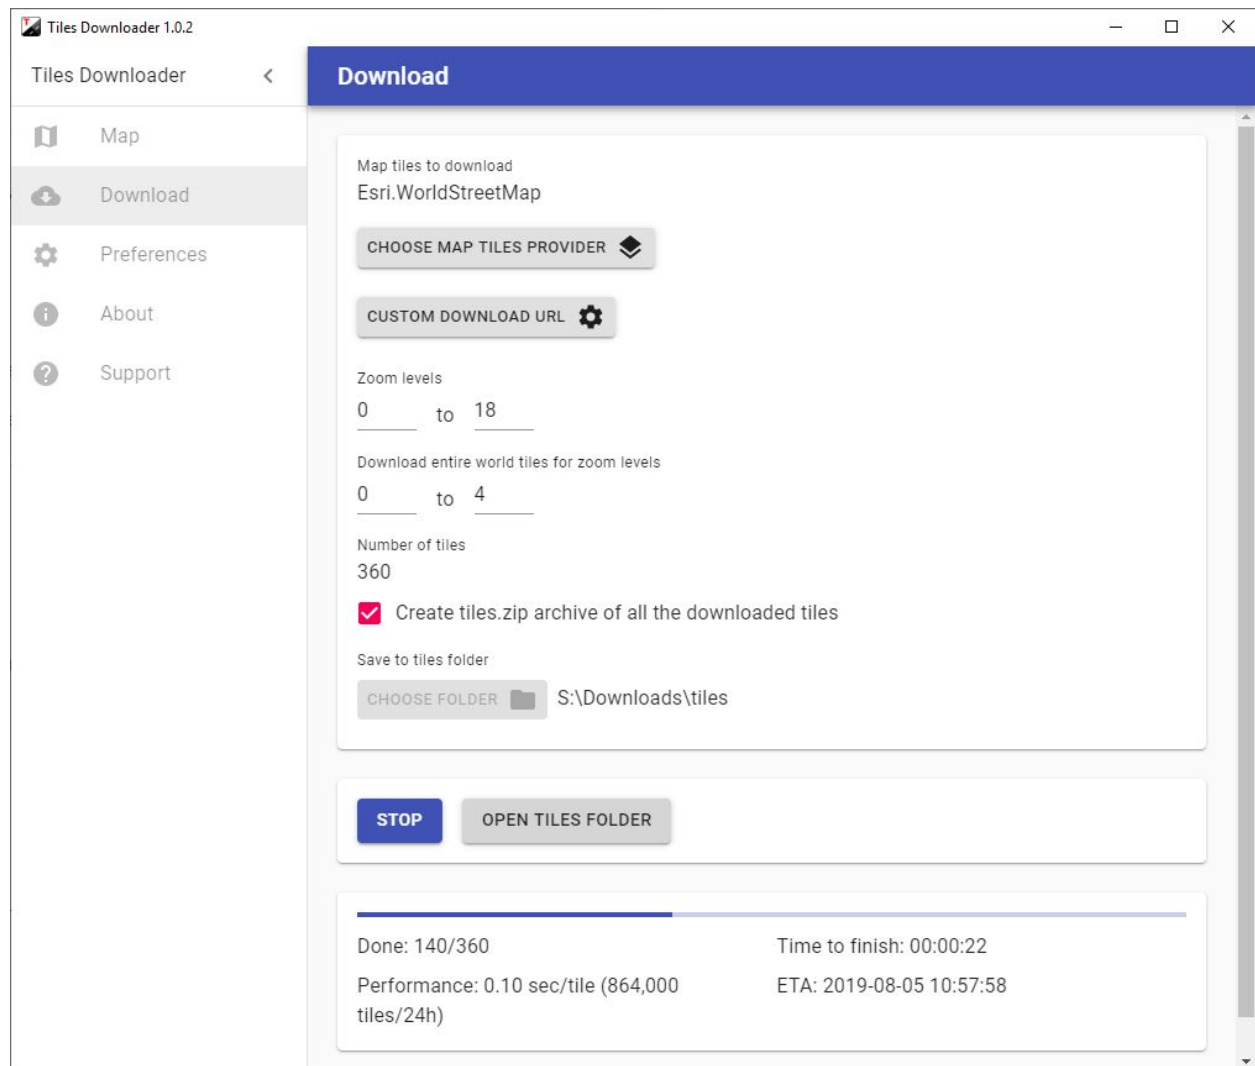 Tiles Downloader 1.0.2
Tiles Downloader
Download
Map
Download
Preferences
About
Support
Map tiles to download
Esri.WorldStreetMap
CHOOSE MAP TILES PROVIDER
CUSTOM DOWNLOAD URL
Zoom levels
0 to 18
Download entire world tiles for zoom levels
0 to 4
Number of tiles
360
Create tiles.zip archive of all the downloaded tiles
Save to tiles folder
CHOOSE FOLDER S:\Downloads\tiles
STOP OPEN TILES FOLDER
Done: 140/360
Time to finish: 00:00:22
Performance: 0.10 sec/tile (864,000
tiles/24h)
ETA: 2019-08-05 10:57:58